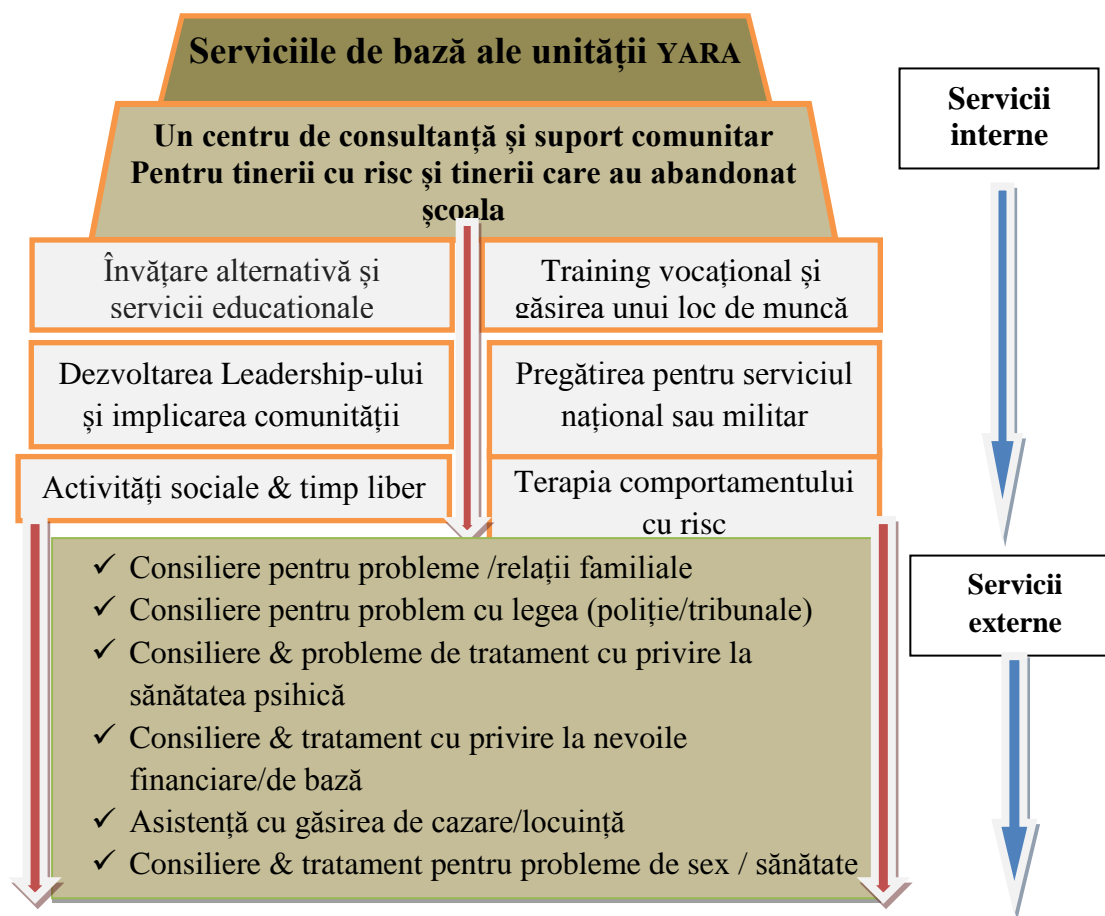 Serviciile de bază ale unității YARA
Servicii
interne
Un centru de consultanță și suport comunitar
Pentru tinerii cu risc și tinerii care au abandonat
școala
Învățare alternativă și
servicii educationale
Training vocațional și
găsirea unui loc de muncă
Dezvoltarea Leadership-ului
și implicarea comunității
Pregătirea pentru serviciul
național sau militar
Activități sociale & timp liber
Terapia comportamentului
cu risc
✓ Consiliere pentru probleme /relații familiale
✓ Consiliere pentru problem cu legea (poliție/tribunale)
✓ Consiliere & probleme de tratament cu privire la
sănătatea psihică
✓ Consiliere & tratament cu privire la nevoile
financiare/de bază
✓ Asistență cu găsirea de cazare/locuință
✓ Consiliere & tratament pentru probleme de sex / sănătate
Servicii
externe